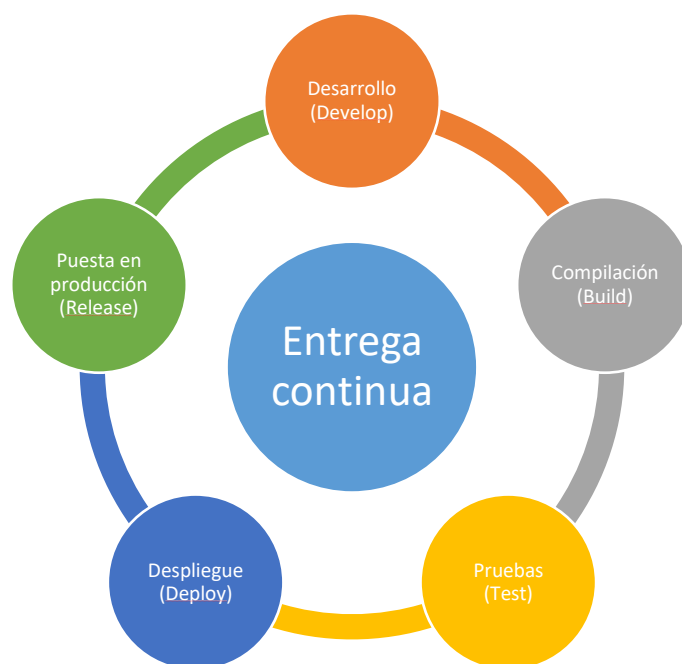 Desarrollo
(Develop)
Puesta en
producción
(Release)
Compilación
(Build)
Entrega
continua
Despliegue
(Deploy)
Pruebas
(Test)